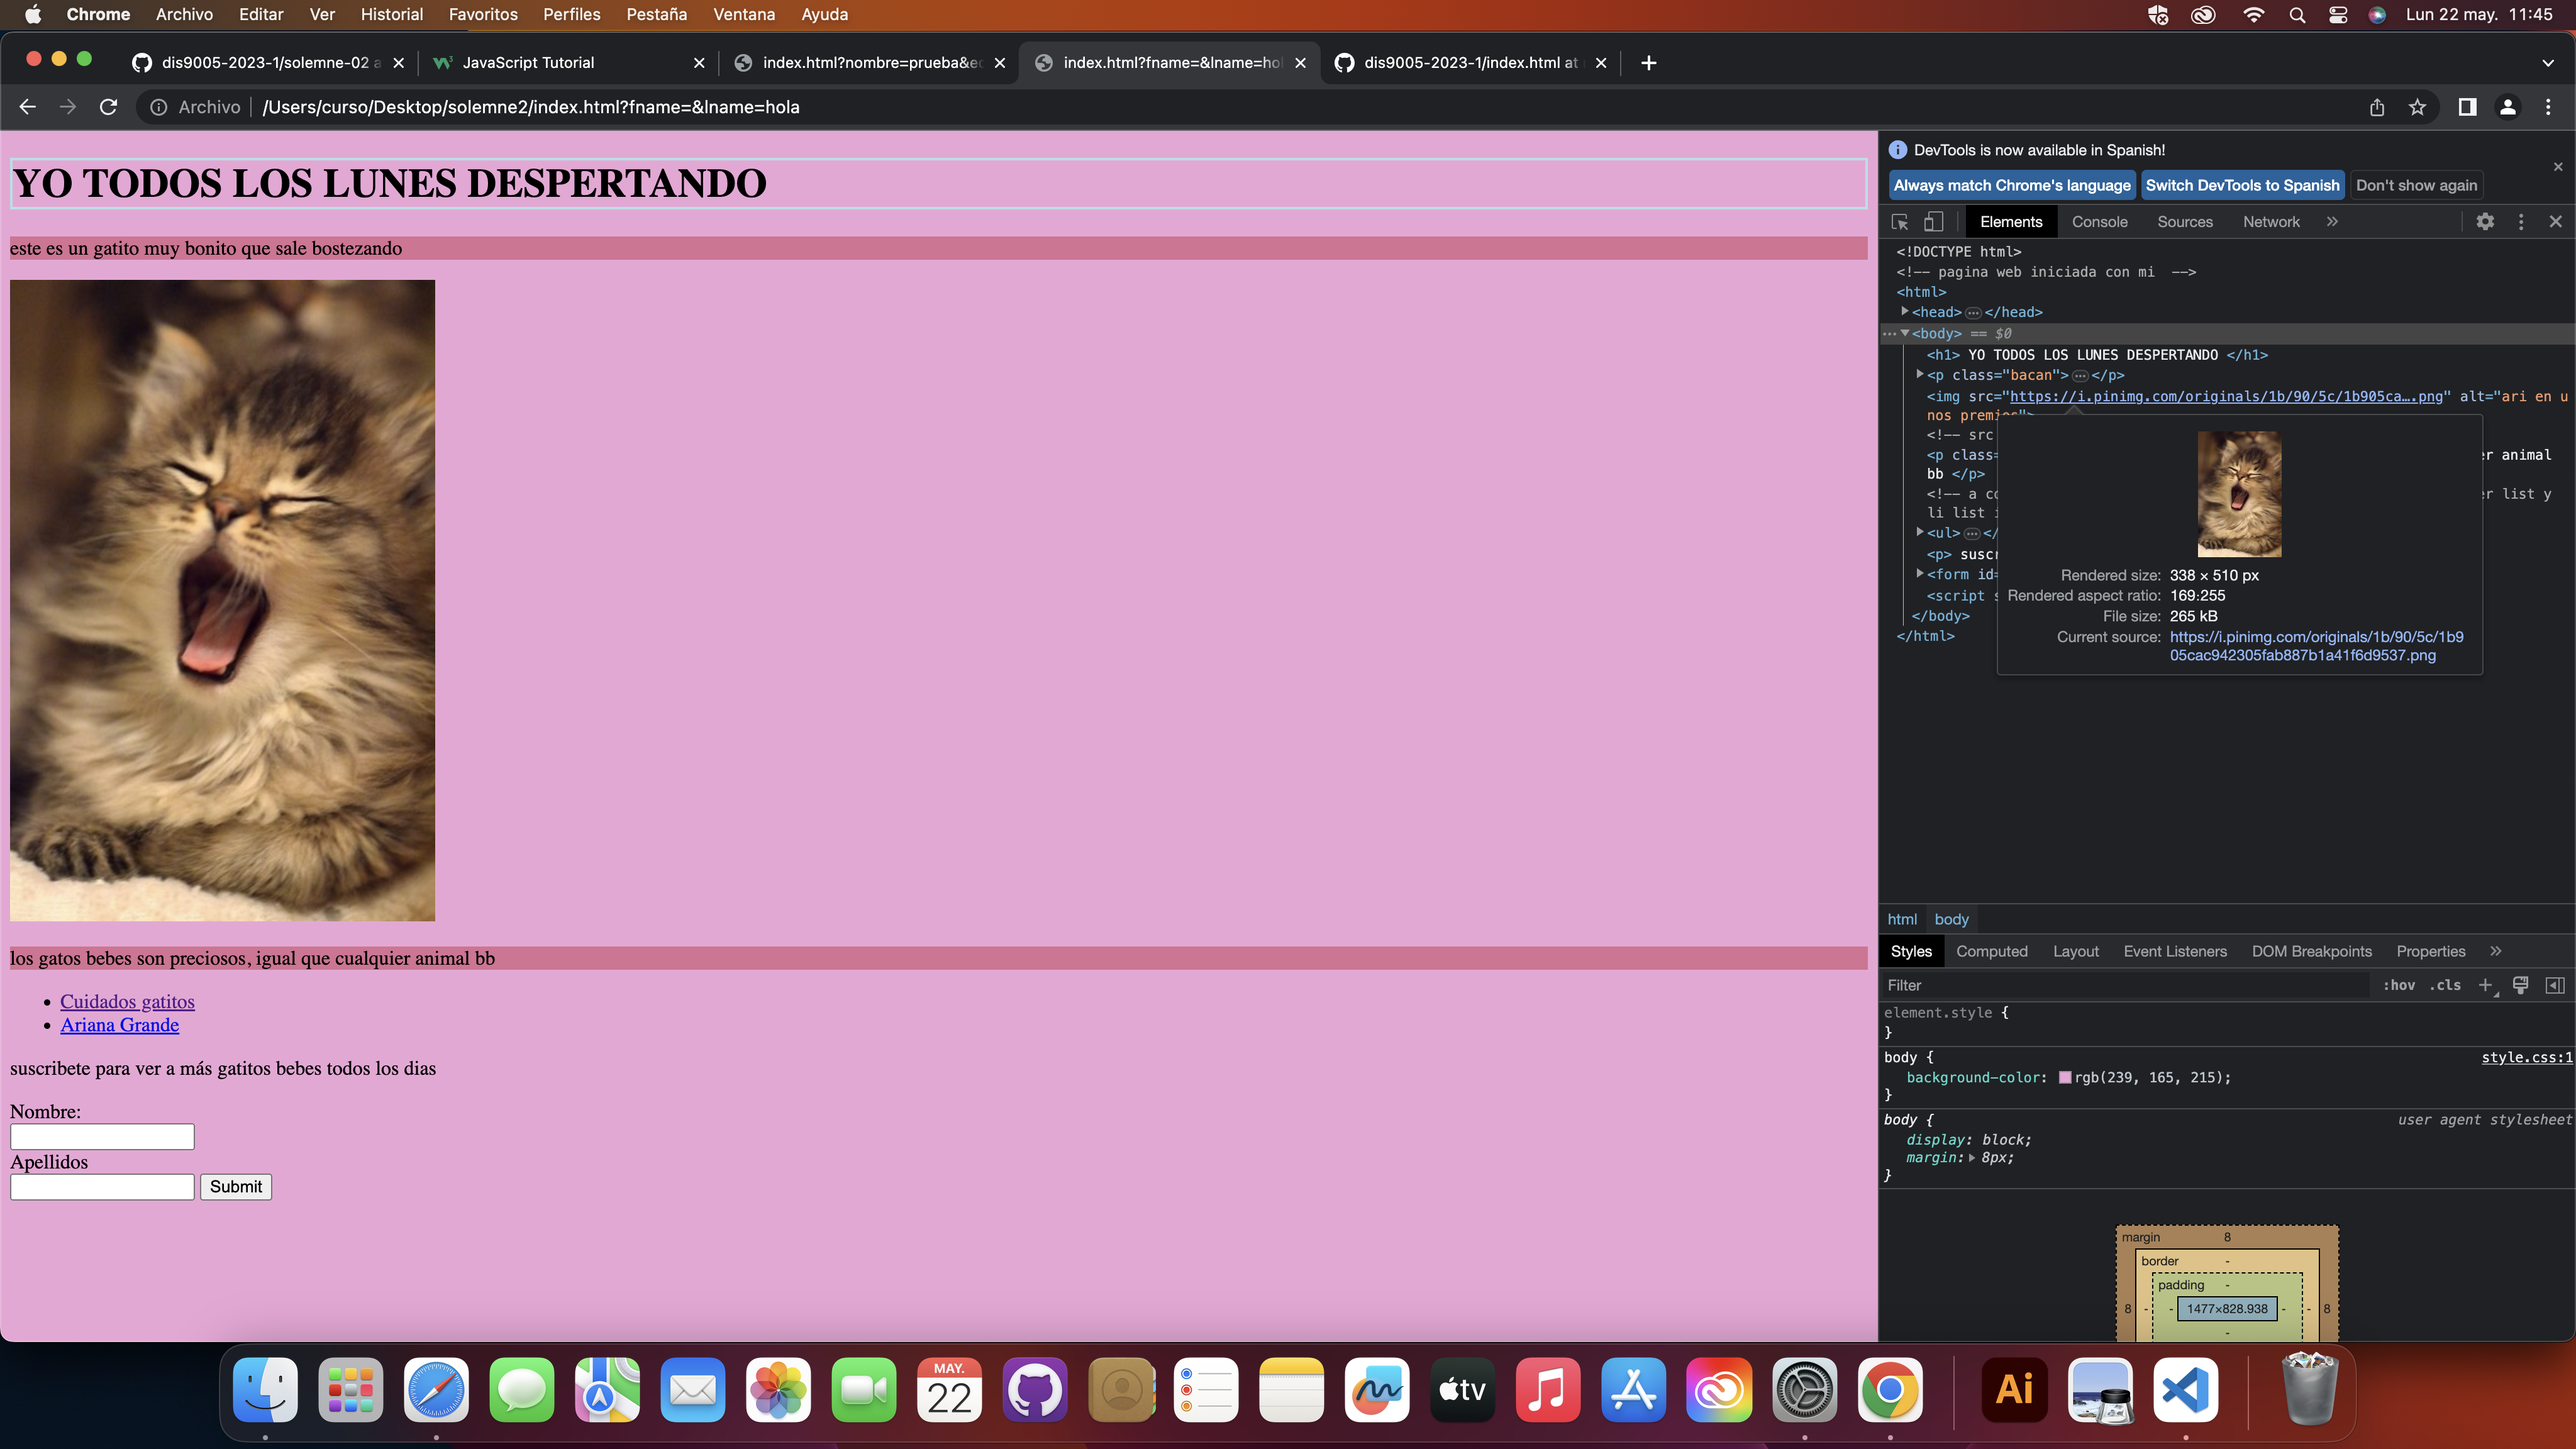 Chrome Archivo Editar Ver Historial Favoritos Perfiles Pestaña Ventana Ayuda Lun 22 may. 11:45
dis9005-2023-1/solemne-02 a JavaScript Tutorial index.html?nombre=prueba&e index.html?fname=&lname=ho dis9005-2023-1/index.html at
Archivo /Users/curso/Desktop/solemne2/index.html?fname=&lname=hola
YO TODOS LOS LUNES DESPERTANDO
este es un gatito muy bonito que sale bostezando
los gatos bebes son preciosos, igual que cualquier animal bb
Cuidados gatitos
Ariana Grande
suscribete para ver a más gatitos bebes todos los dias
Nombre:
Apellidos
Submit
DevTools is now available in Spanish!
Always match Chrome's language Switch DevTools to Spanish Don't show again
Elements Console Sources Network »
<!DOCTYPE html>
<!-- pagina web iniciada con mi -->
<html>
<head>…</head>
<body> == $0
<h1> YO TODOS LOS LUNES DESPERTANDO </h1>
<p class="bacan">…</p>
<img src="https://i.pinimg.com/originals/1b/90/5c/1b905ca….png" alt="ari en u
nos premios">
<!-- src
<p class= r animal
bb </p>
<!-- a co r list y
li list i
<ul>…</
<p> suscr
<form id=
<script s
</body>
</html>
Rendered size: 338 × 510 px
Rendered aspect ratio: 169:255
File size: 265 kB
Current source: https://i.pinimg.com/originals/1b/90/5c/1b9
05cac942305fab887b1a41f6d9537.png
html body
Styles Computed Layout Event Listeners DOM Breakpoints Properties »
Filter :hov .cls +
element.style {
}
body { style.css:1
background-color: rgb(239, 165, 215);
}
body { user agent stylesheet
display: block;
margin: 8px;
}
margin 8
border -
padding -
8 - - 1477×828.938 - - 8
-
MAY.
22
tv
Ai